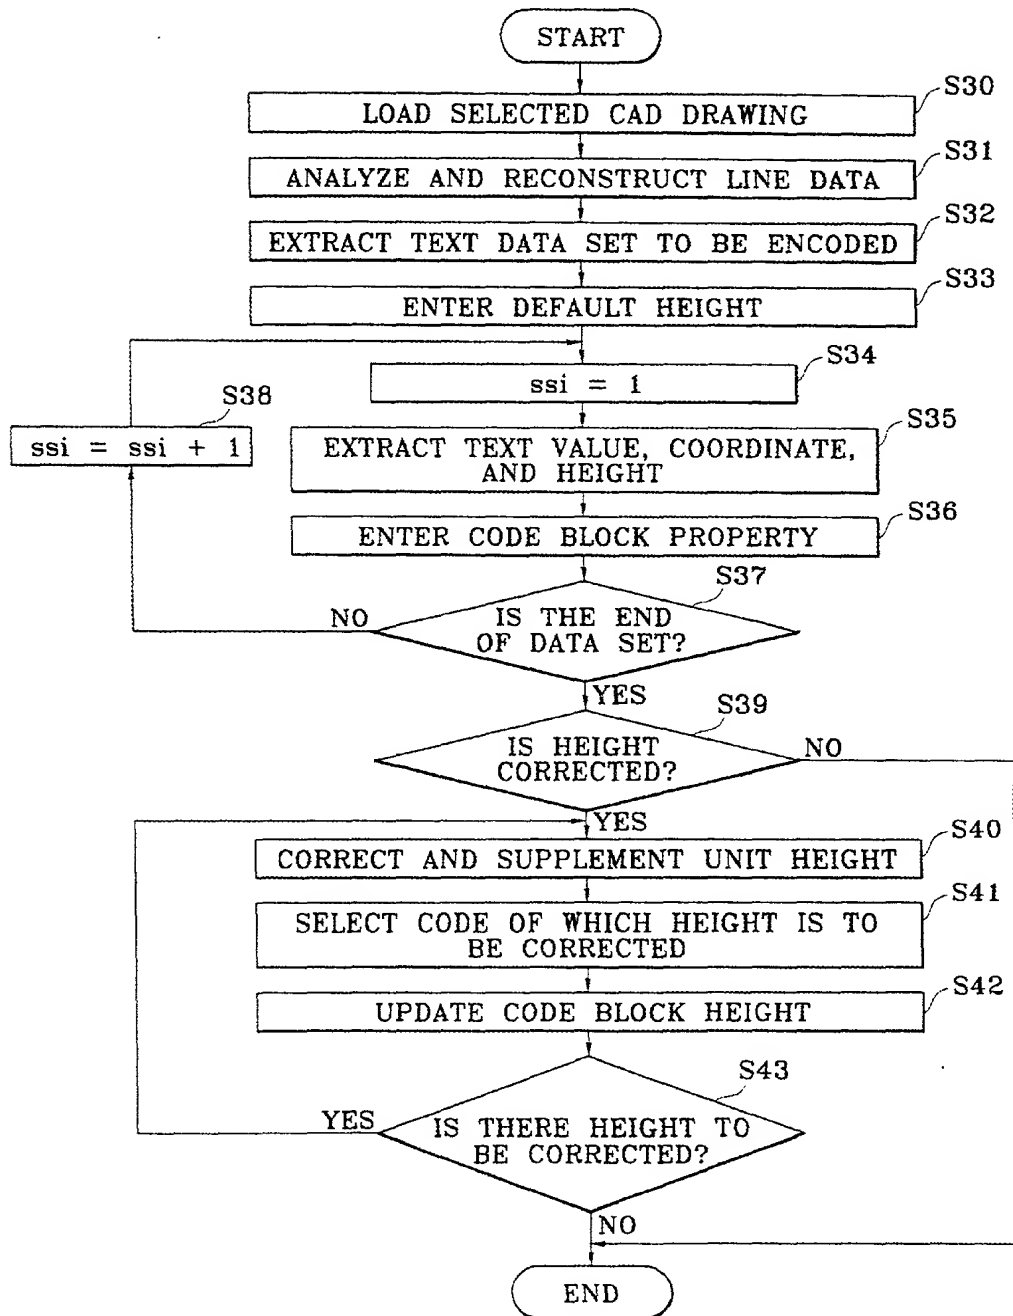 START
S30
LOAD SELECTED CAD DRAWING
S31
ANALYZE AND RECONSTRUCT LINE DATA
S32
EXTRACT TEXT DATA SET TO BE ENCODED
S33
ENTER DEFAULT HEIGHT
S34
ssi = 1
S38
ssi = ssi + 1
S35
EXTRACT TEXT VALUE, COORDINATE,
AND HEIGHT
S36
ENTER CODE BLOCK PROPERTY
S37
NO
IS THE END
OF DATA SET?
YES
S39
IS HEIGHT
CORRECTED?
NO
YES
S40
CORRECT AND SUPPLEMENT UNIT HEIGHT
S41
SELECT CODE OF WHICH HEIGHT IS TO
BE CORRECTED
S42
UPDATE CODE BLOCK HEIGHT
S43
YES
IS THERE HEIGHT TO
BE CORRECTED?
NO
END